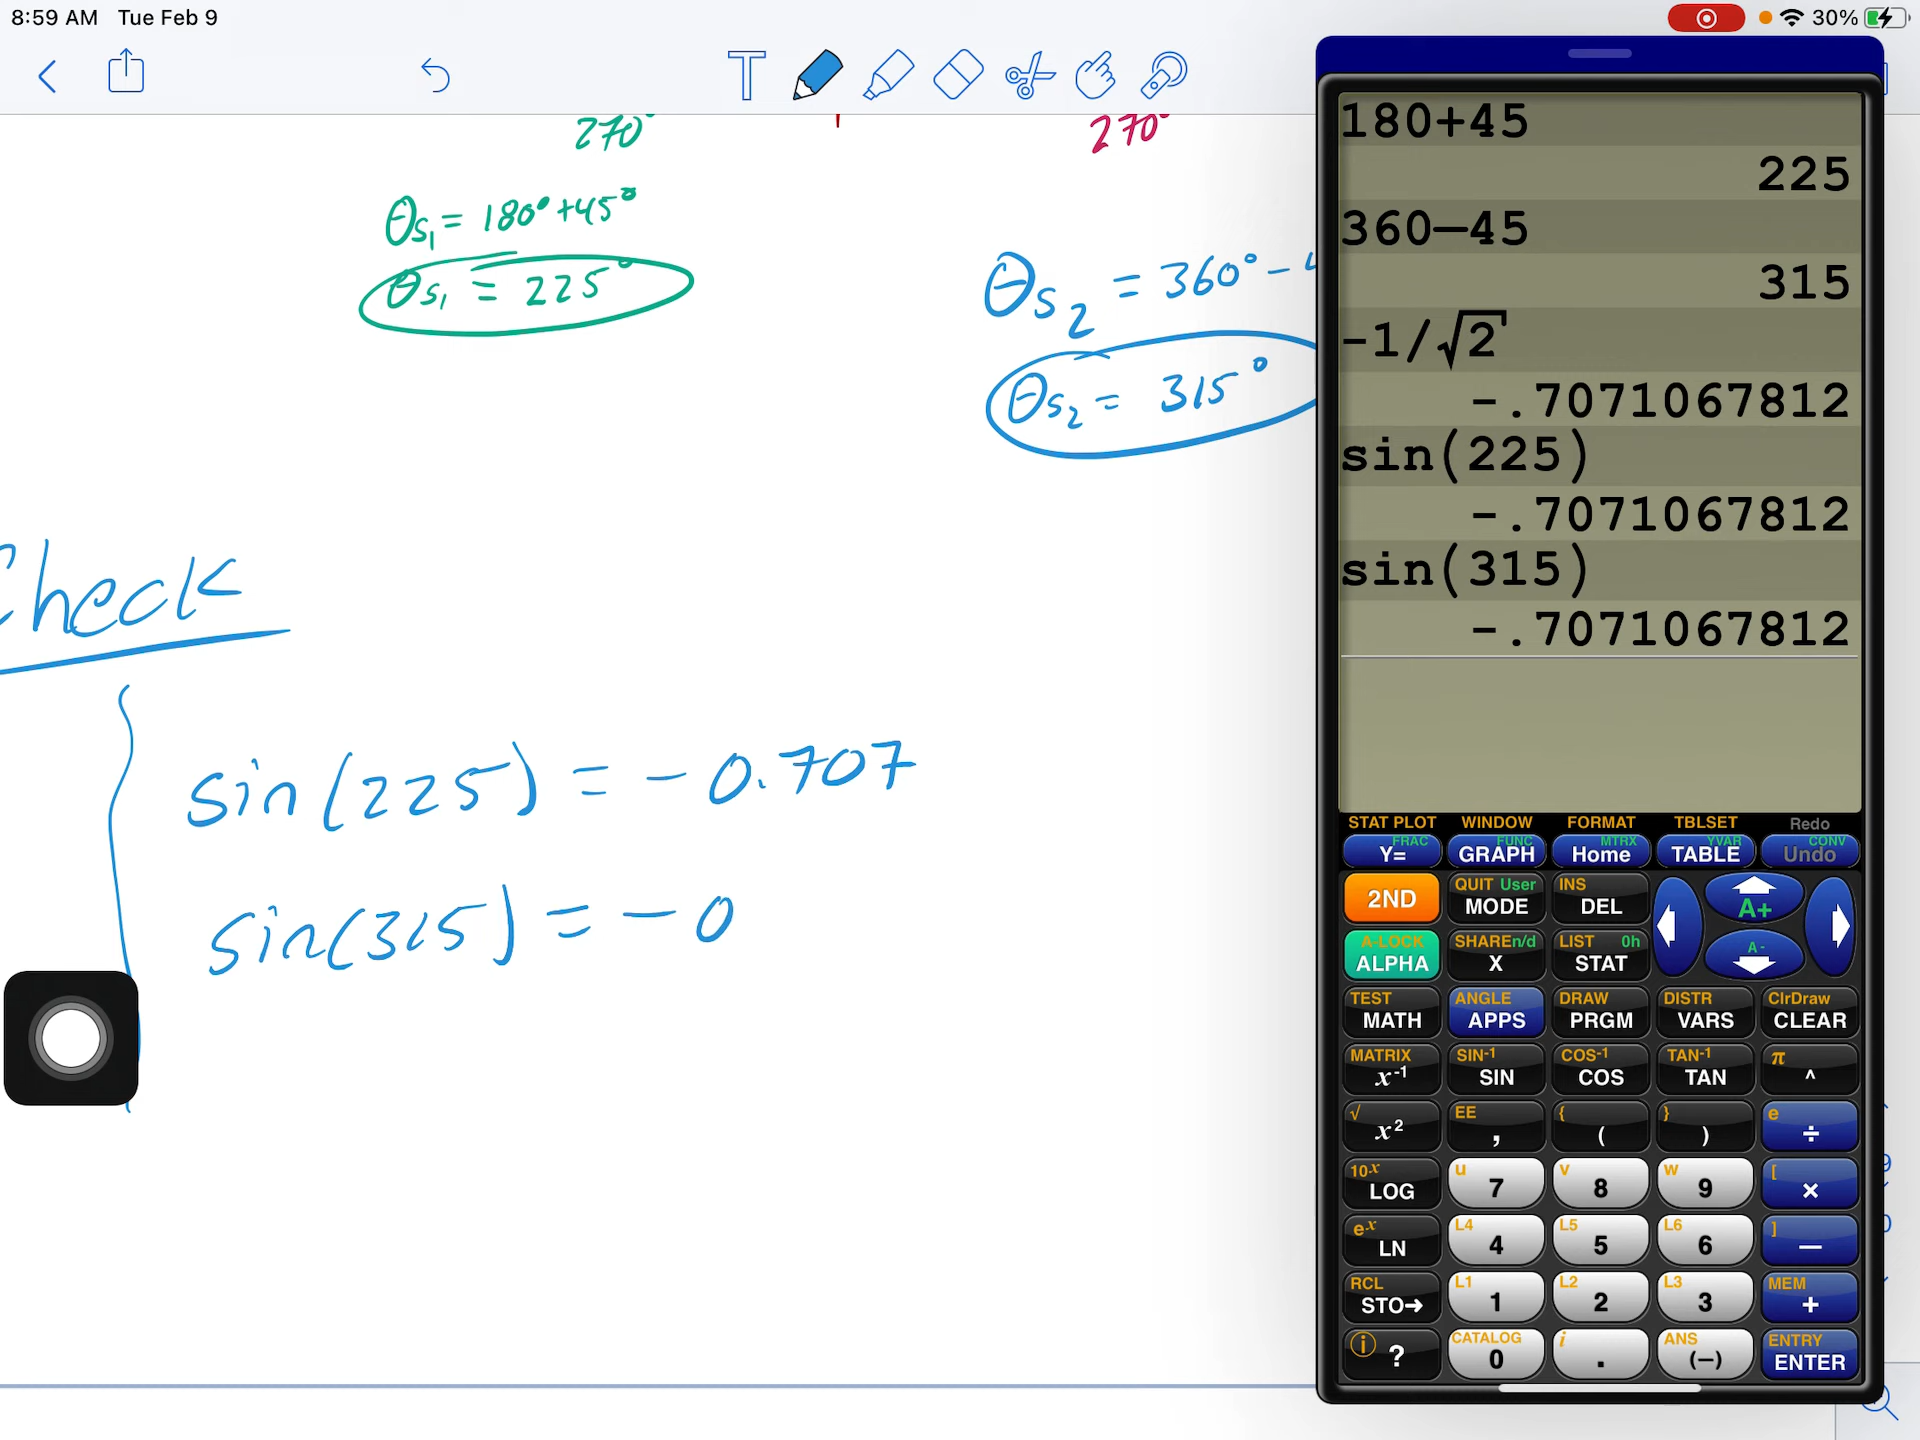 8:59 AM Tue Feb 9
30%
T
270°
270°
θs₁ = 180° +45°
θs₁ = 225°
θs₂ = 360° -
θs₂ = 315°
Check
sin(225) = - 0.707
sin(315) = - 0
180+45
225
360−45
315
-1/√2
-.7071067812
sin(225)
-.7071067812
sin(315)
-.7071067812
STAT PLOT WINDOW FORMAT TBLSET Redo
FRAC FUNC MTRX YVAR CONV
Y= GRAPH Home TABLE Undo
QUIT User INS
2ND MODE DEL A+
A-LOCK SHARE n/d LIST 0h A-
ALPHA X STAT
TEST ANGLE DRAW DISTR ClrDraw
MATH APPS PRGM VARS CLEAR
MATRIX SIN⁻¹ COS⁻¹ TAN⁻¹ π
x⁻¹ SIN COS TAN ^
√ EE { } e
x² , ( ) ÷
10ˣ u v w [
LOG 7 8 9 ×
eˣ L4 L5 L6 ]
LN 4 5 6 −
RCL L1 L2 L3 MEM
STO➜ 1 2 3 +
i CATALOG i ANS ENTRY
? 0 . (−) ENTER